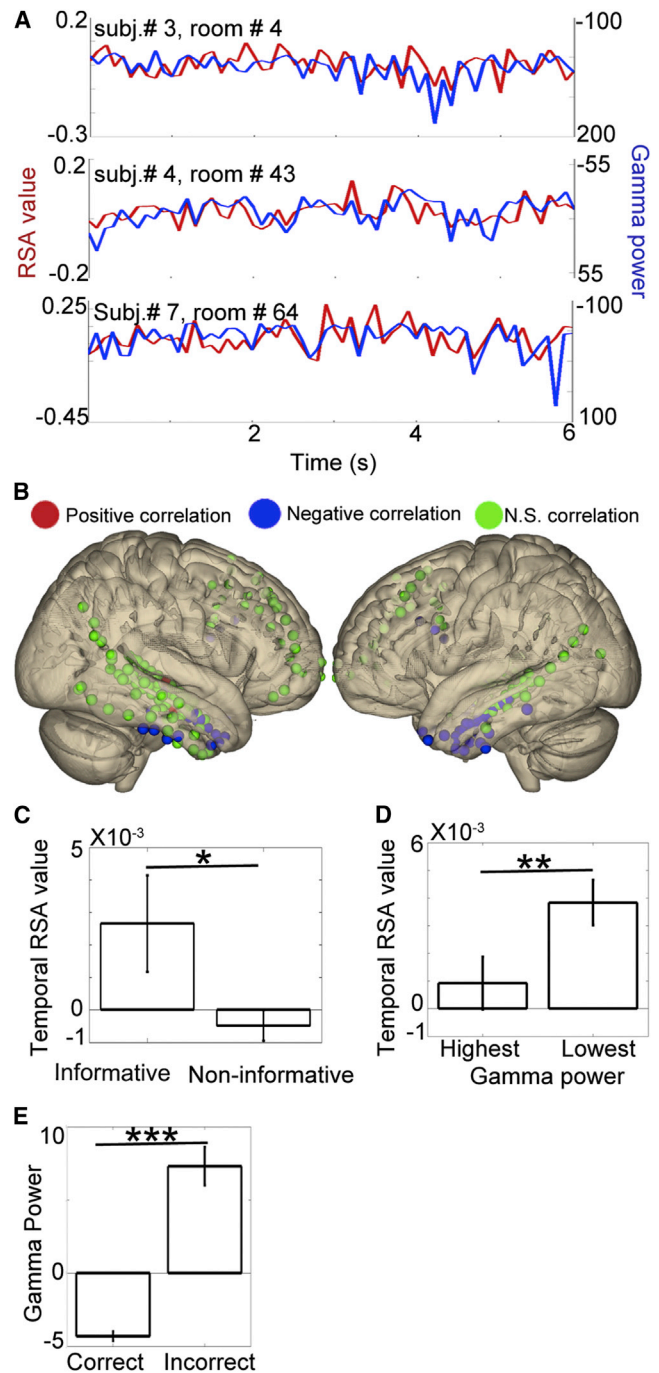 A
0.2
subj.# 3, room # 4
-100
-0.3
200
0.2
subj.# 4, room # 43
-55
RSA value
Gamma power
-0.2
55
0.25
Subj.# 7, room # 64
-100
-0.45
100
2
4
6
Time (s)
B
Positive correlation
Negative correlation
N.S. correlation
C
X10-3
5
*
Temporal RSA value
0
-1
Informative
Non-informative
D
X10-3
6
**
Temporal RSA value
0
-1
Highest
Lowest
Gamma power
E
10
***
Gamma Power
0
-5
Correct
Incorrect